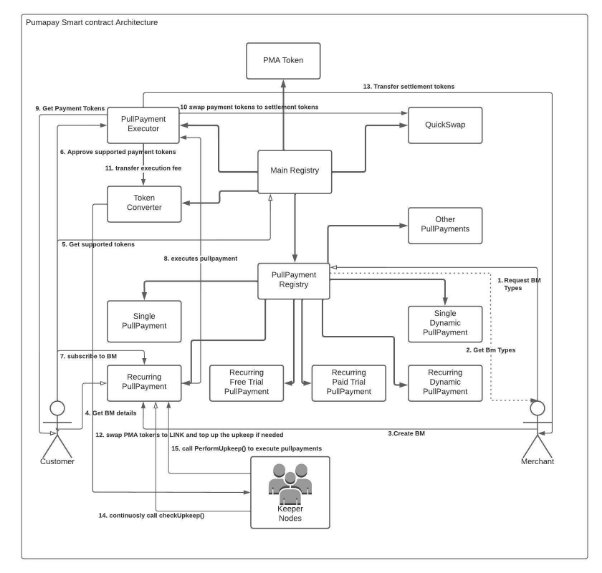 Pumapay Smart contract Architecture
PMA Token
13. Transfer settlement tokens
9. Get Payment Tokens
10 swap payment tokens to settlement tokens
PullPayment
Executor
QuickSwap
6. Approve supported payment tokens
11. transfer execution fee
Main Registry
Token
Converter
Other
PullPayments
5. Get supported tokens
8. executes pullpayment
PullPayment
Registry
1. Request BM
Types
Single
PullPayment
Single
Dynamic
PullPayment
2. Get Bm Types
7. subscribe to BM
Recurring
PullPayment
Recurring
Free Trial
PullPayment
Recurring
Paid Trial
PullPayment
Recurring
Dynamic
PullPayment
4. Get BM details
12. swap PMA tokens to LINK and top up the upkeep if needed
3.Create BM
15. call PerformUpkeep() to execute pullpayments
Customer
Merchant
Keeper
Nodes
14. continuosly call checkUpkeep()